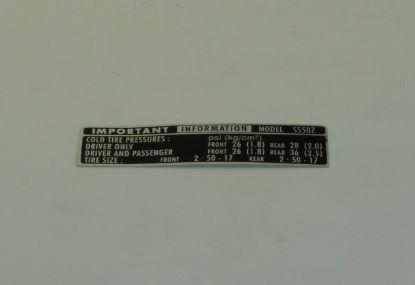 IMPORTANT INFORMATION MODEL SS50Z
COLD TIRE PRESSURES : psi (kg/cm²)
DRIVER ONLY FRONT 26 (1.8) REAR 28 (2.0)
DRIVER AND PASSENGER FRONT 26 (1.8) REAR 36 (2.5)
TIRE SIZE : FRONT 2 - 50 - 17 REAR 2 - 50 - 17